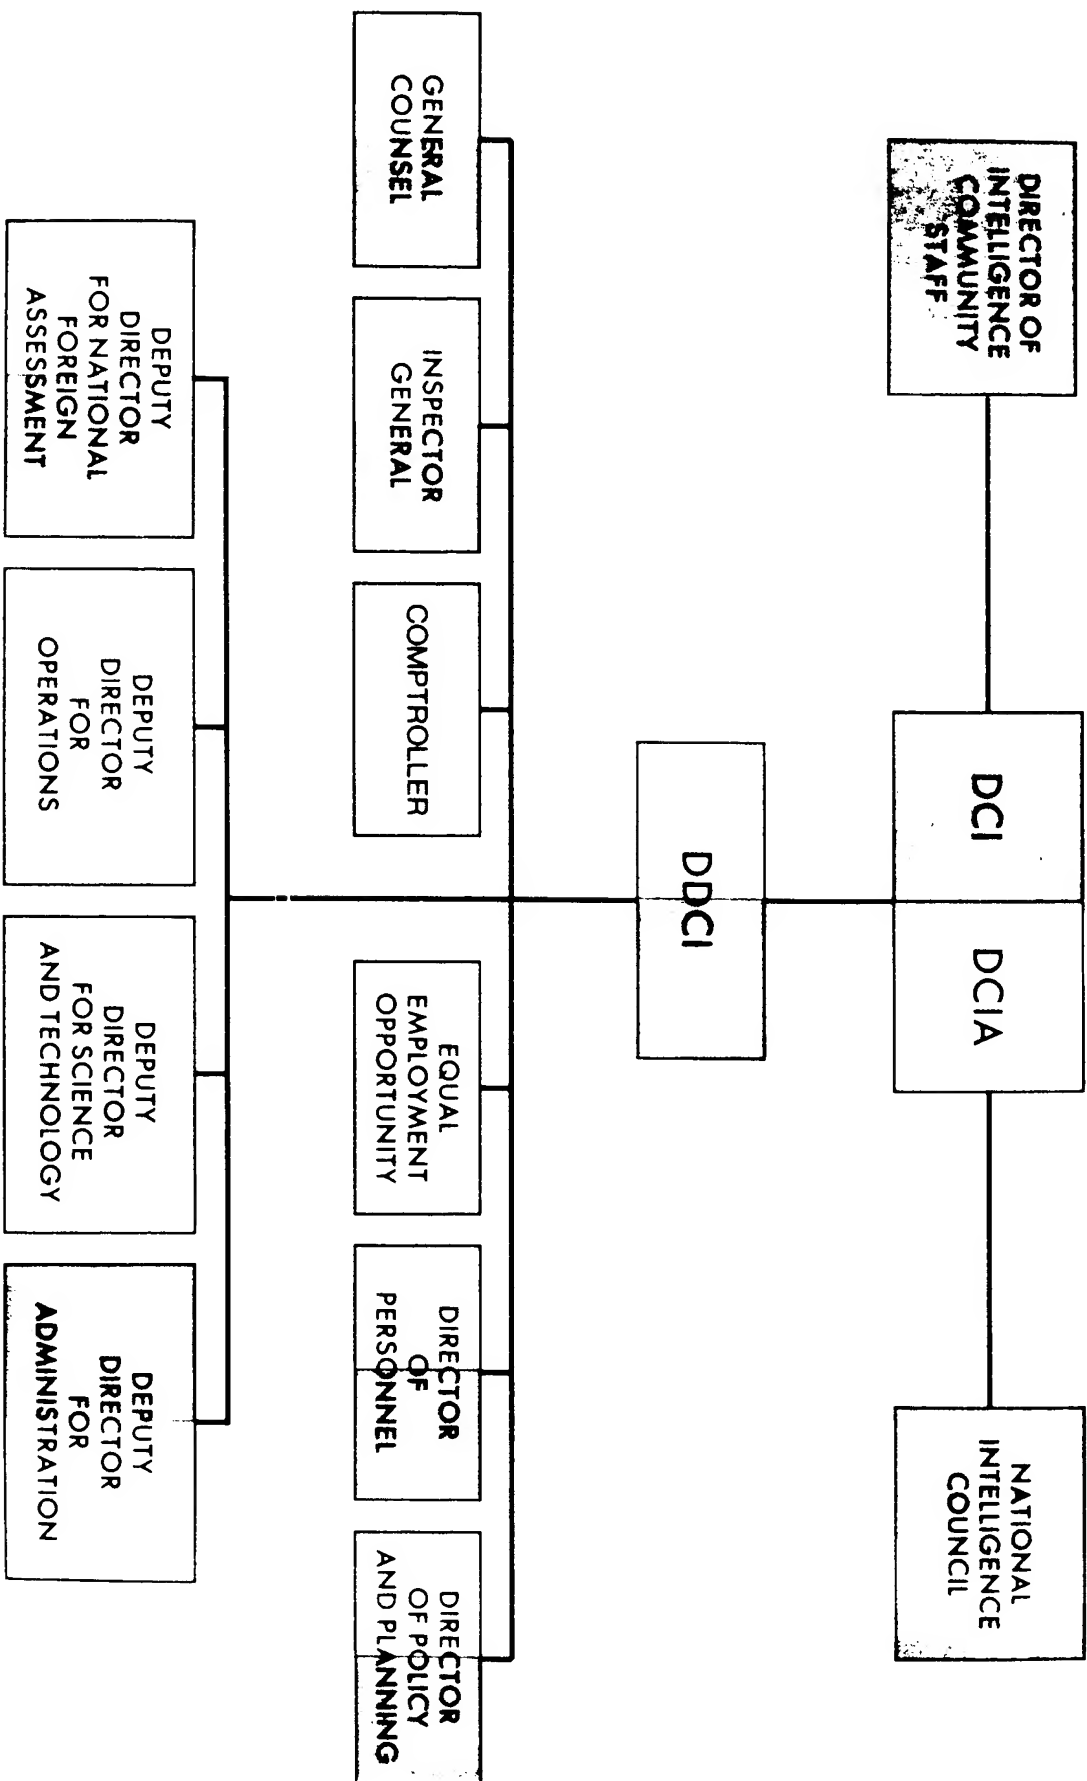 DIRECTOR OF
INTELLIGENCE
COMMUNITY
STAFF
DCI
DCIA
NATIONAL
INTELLIGENCE
COUNCIL
DDCI
GENERAL
COUNSEL
INSPECTOR
GENERAL
COMPTROLLER
EQUAL
EMPLOYMENT
OPPORTUNITY
DIRECTOR
OF
PERSONNEL
DIRECTOR
OF POLICY
AND PLANNING
DEPUTY
DIRECTOR
FOR NATIONAL
FOREIGN
ASSESSMENT
DEPUTY
DIRECTOR
FOR
OPERATIONS
DEPUTY
DIRECTOR
FOR SCIENCE
AND TECHNOLOGY
DEPUTY
DIRECTOR
FOR
ADMINISTRATION